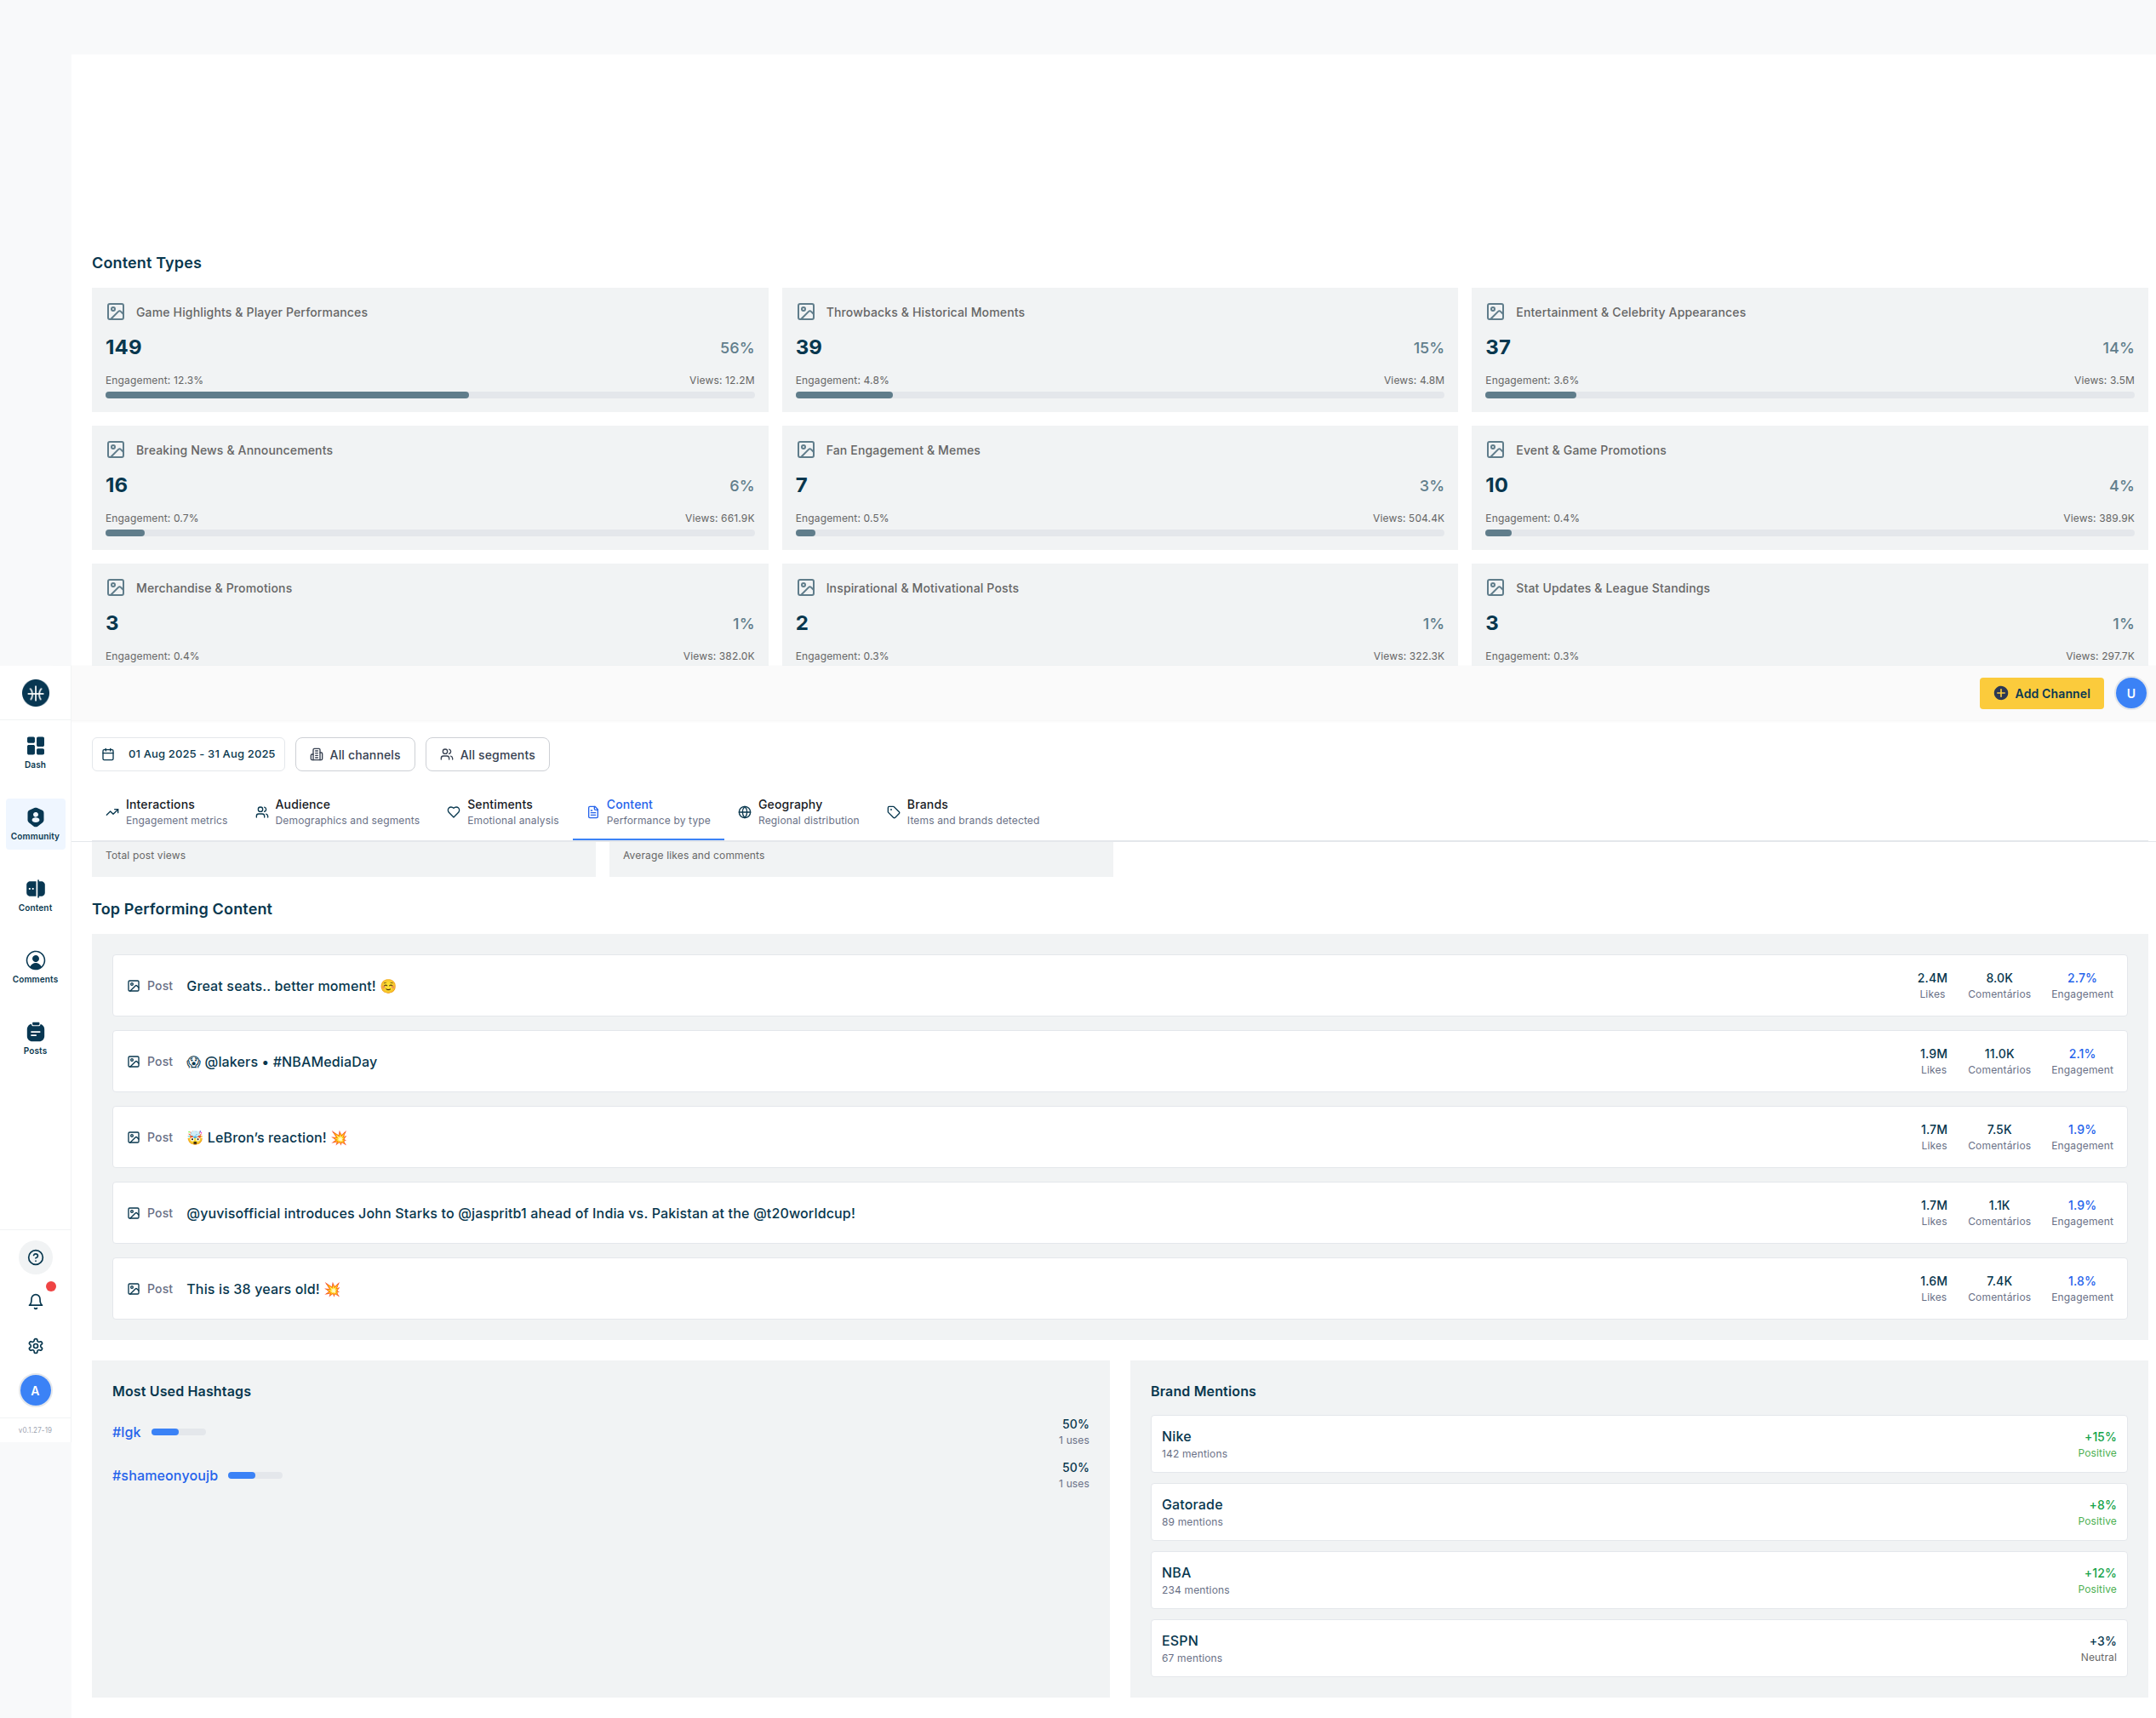 Content Types
Game Highlights & Player Performances
149
56%
Engagement: 12.3%
Views: 12.2M
Throwbacks & Historical Moments
39
15%
Engagement: 4.8%
Views: 4.8M
Entertainment & Celebrity Appearances
37
14%
Engagement: 3.6%
Views: 3.5M
Breaking News & Announcements
16
6%
Engagement: 0.7%
Views: 661.9K
Fan Engagement & Memes
7
3%
Engagement: 0.5%
Views: 504.4K
Event & Game Promotions
10
4%
Engagement: 0.4%
Views: 389.9K
Merchandise & Promotions
3
1%
Engagement: 0.4%
Views: 382.0K
Inspirational & Motivational Posts
2
1%
Engagement: 0.3%
Views: 322.3K
Stat Updates & League Standings
3
1%
Engagement: 0.3%
Views: 297.7K
Add Channel
U
Dash
Community
Content
Comments
Posts
A
v0.1.27-19
01 Aug 2025 - 31 Aug 2025
All channels
All segments
Interactions
Engagement metrics
Audience
Demographics and segments
Sentiments
Emotional analysis
Content
Performance by type
Geography
Regional distribution
Brands
Items and brands detected
Total post views
Average likes and comments
Top Performing Content
Post
Great seats.. better moment! ☺️
2.4M
Likes
8.0K
Comentários
2.7%
Engagement
Post
😱 @lakers • #NBAMediaDay
1.9M
Likes
11.0K
Comentários
2.1%
Engagement
Post
🤯 LeBron’s reaction! 💥
1.7M
Likes
7.5K
Comentários
1.9%
Engagement
Post
@yuvisofficial introduces John Starks to @jaspritb1 ahead of India vs. Pakistan at the @t20worldcup!
1.7M
Likes
1.1K
Comentários
1.9%
Engagement
Post
This is 38 years old! 💥
1.6M
Likes
7.4K
Comentários
1.8%
Engagement
Most Used Hashtags
#lgk
50%
1 uses
#shameonyoujb
50%
1 uses
Brand Mentions
Nike
142 mentions
+15%
Positive
Gatorade
89 mentions
+8%
Positive
NBA
234 mentions
+12%
Positive
ESPN
67 mentions
+3%
Neutral